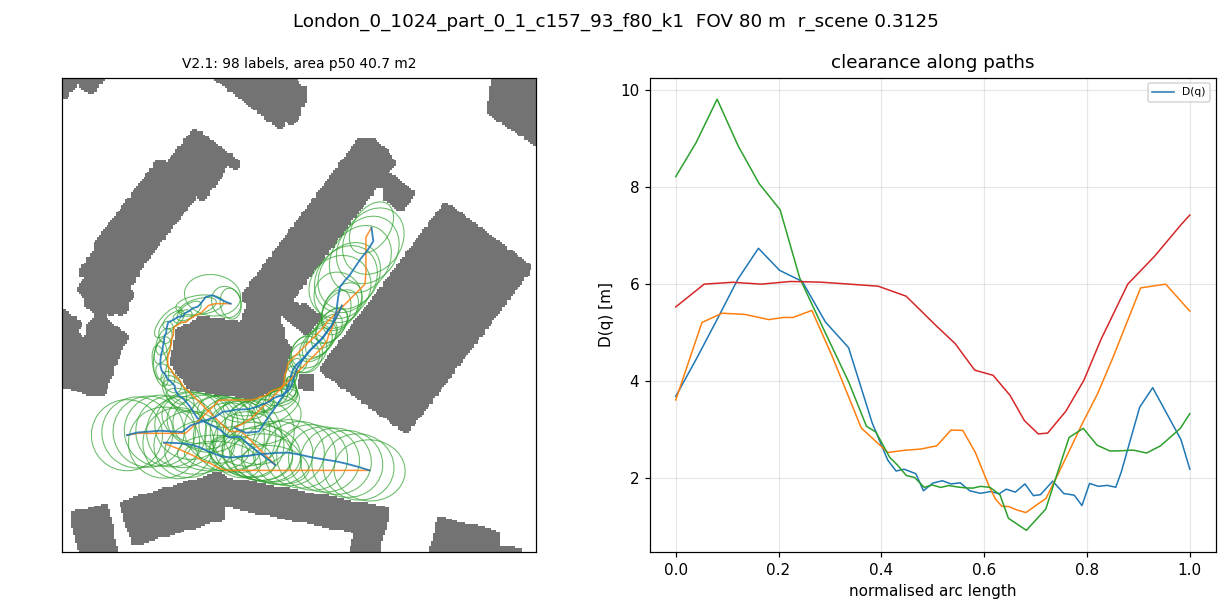 London_0_1024_part_0_1_c157_93_f80_k1  FOV 80 m  r_scene 0.3125
V2.1: 98 labels, area p50 40.7 m2
clearance along paths
D(q)
10
8
6
4
2
D(q) [m]
0.0 0.2 0.4 0.6 0.8 1.0
normalised arc length